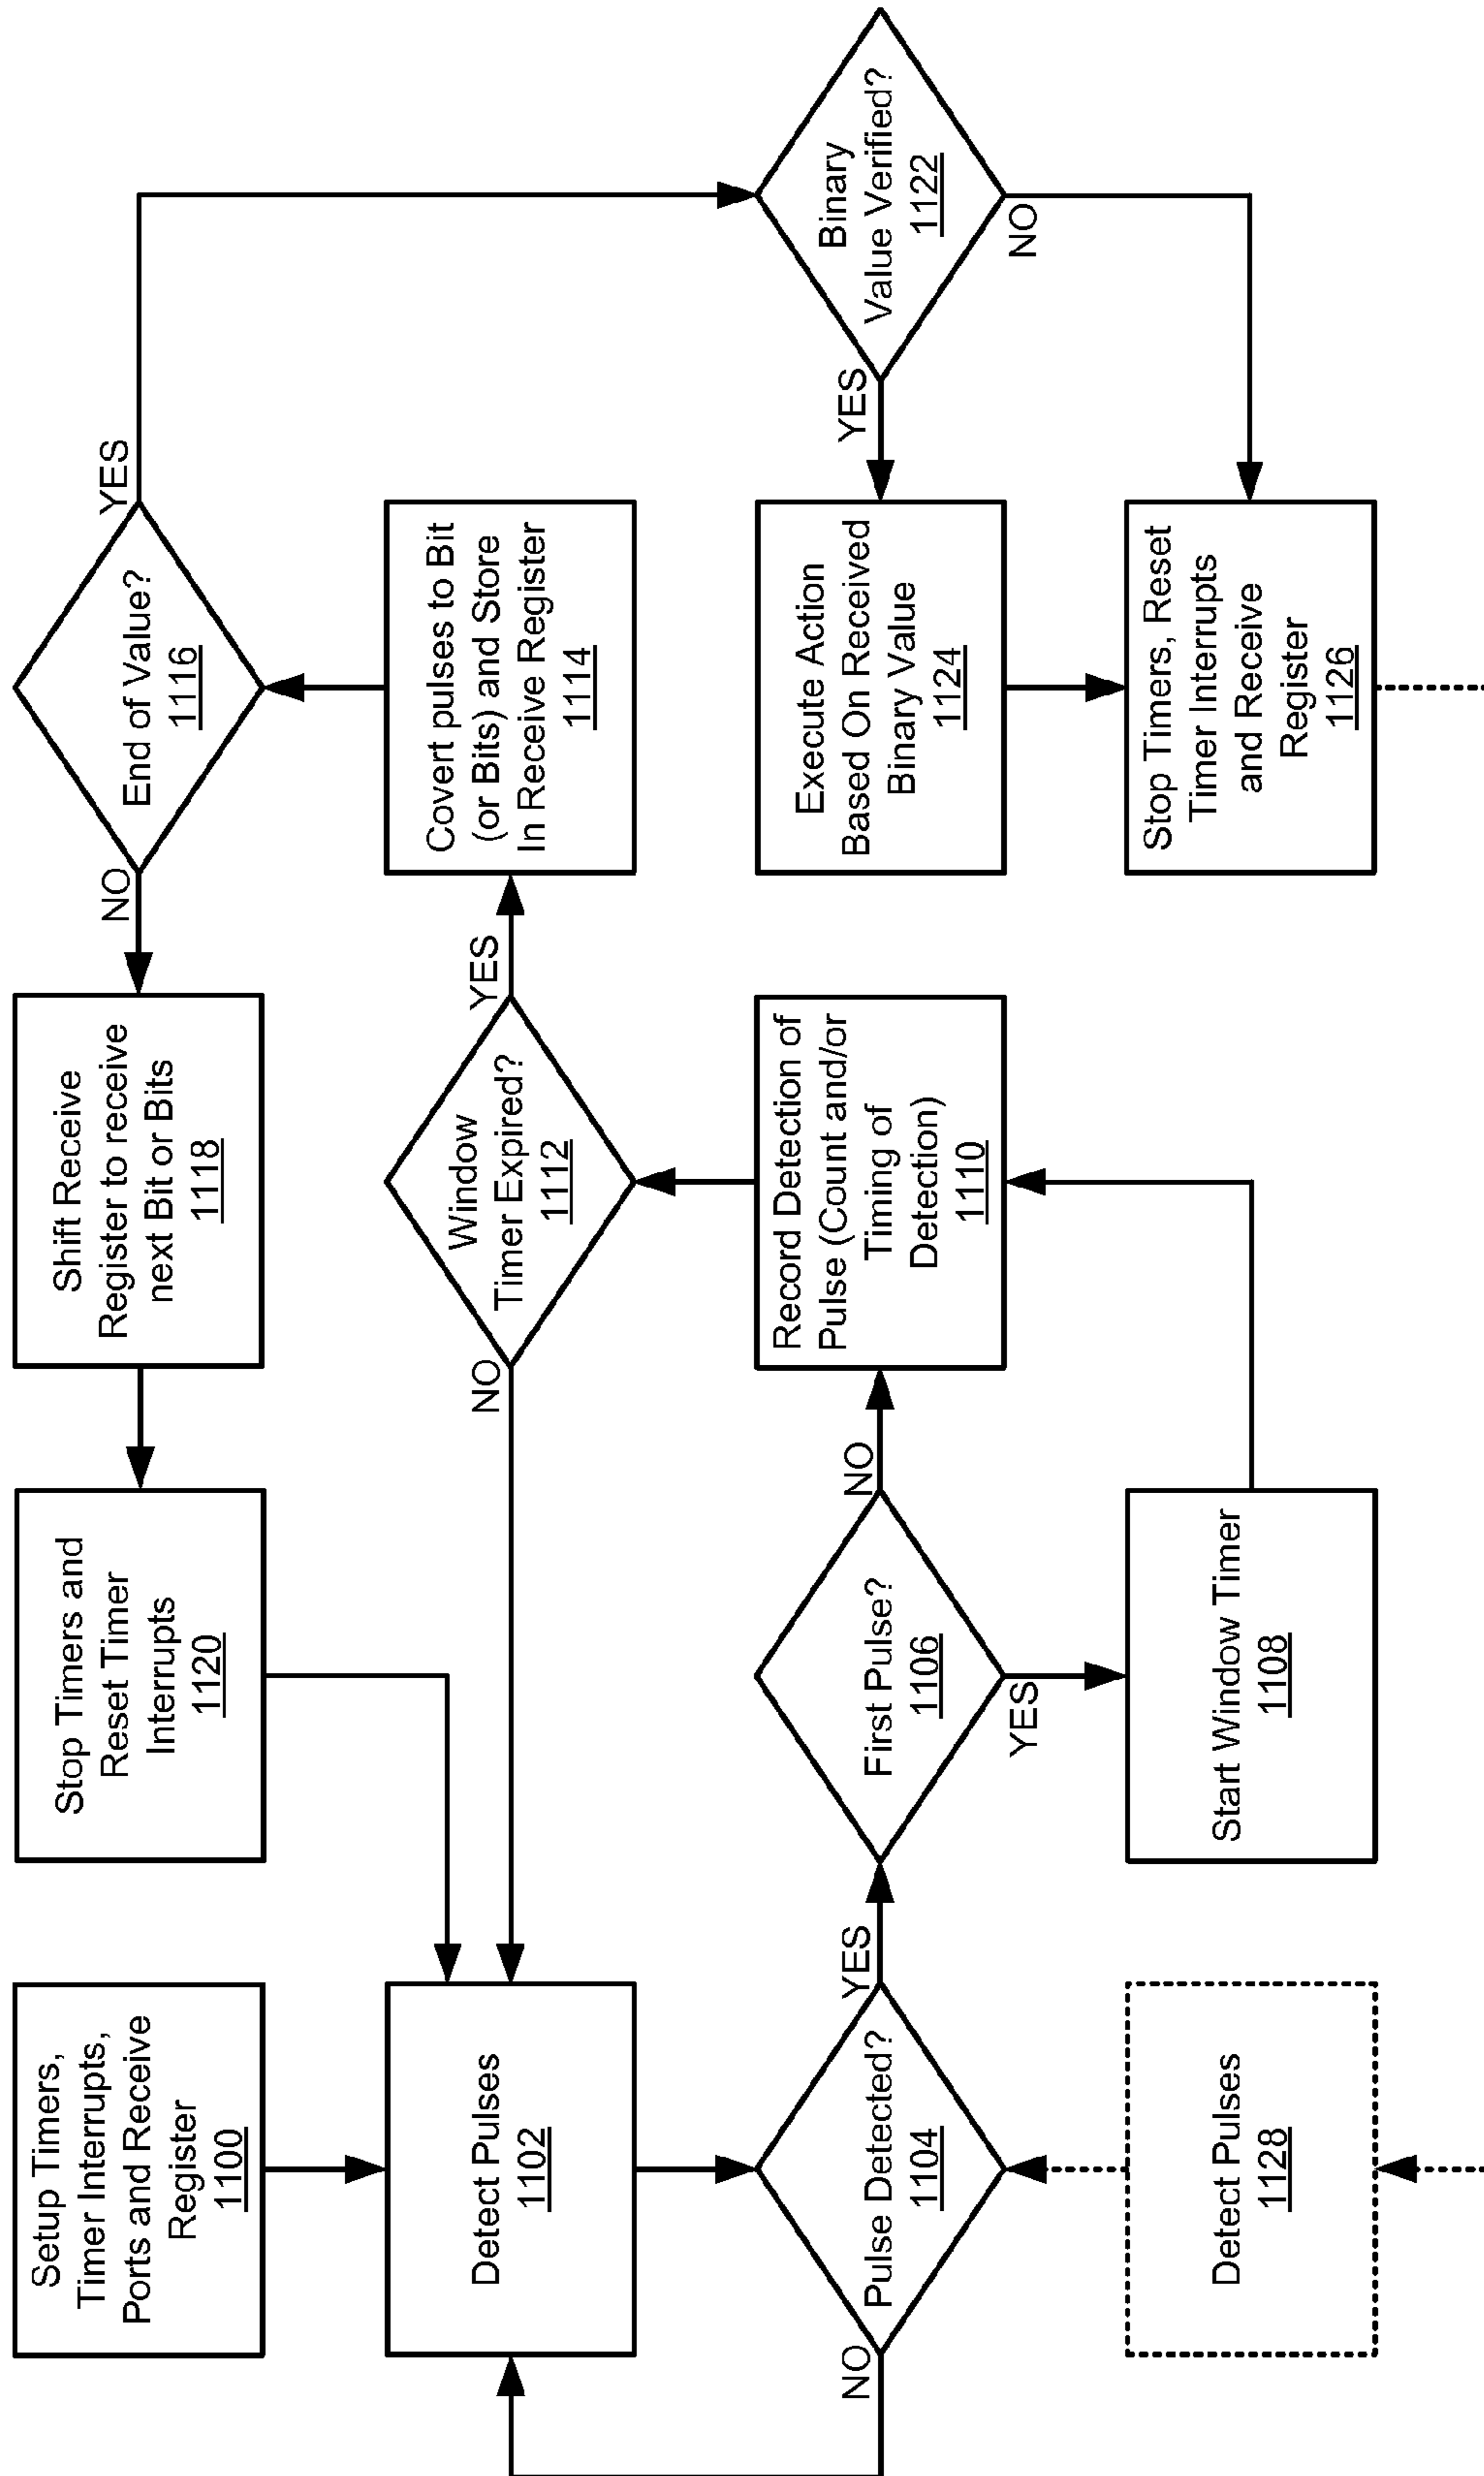 Setup Timers,
Timer Interrupts,
Ports and Receive
Register
1100
Detect Pulses
1102
Pulse Detected?
1104
NO
YES
Detect Pulses
1128
Stop Timers and
Reset Timer
Interrupts
1120
First Pulse?
1106
NO
YES
Start Window Timer
1108
Shift Receive
Register to receive
next Bit or Bits
1118
Window
Timer Expired?
1112
NO
YES
Record Detection of
Pulse (Count and/or
Timing of
Detection)
1110
End of Value?
1116
NO
YES
Covert pulses to Bit
(or Bits) and Store
In Receive Register
1114
Execute Action
Based On Received
Binary Value
1124
Stop Timers, Reset
Timer Interrupts
and Receive
Register
1126
Binary
Value Verified?
1122
YES
NO